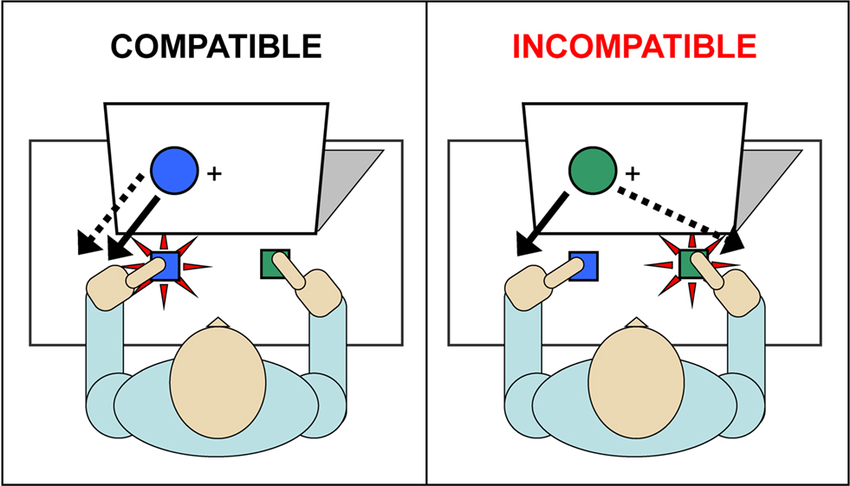 COMPATIBLE
INCOMPATIBLE
+
+